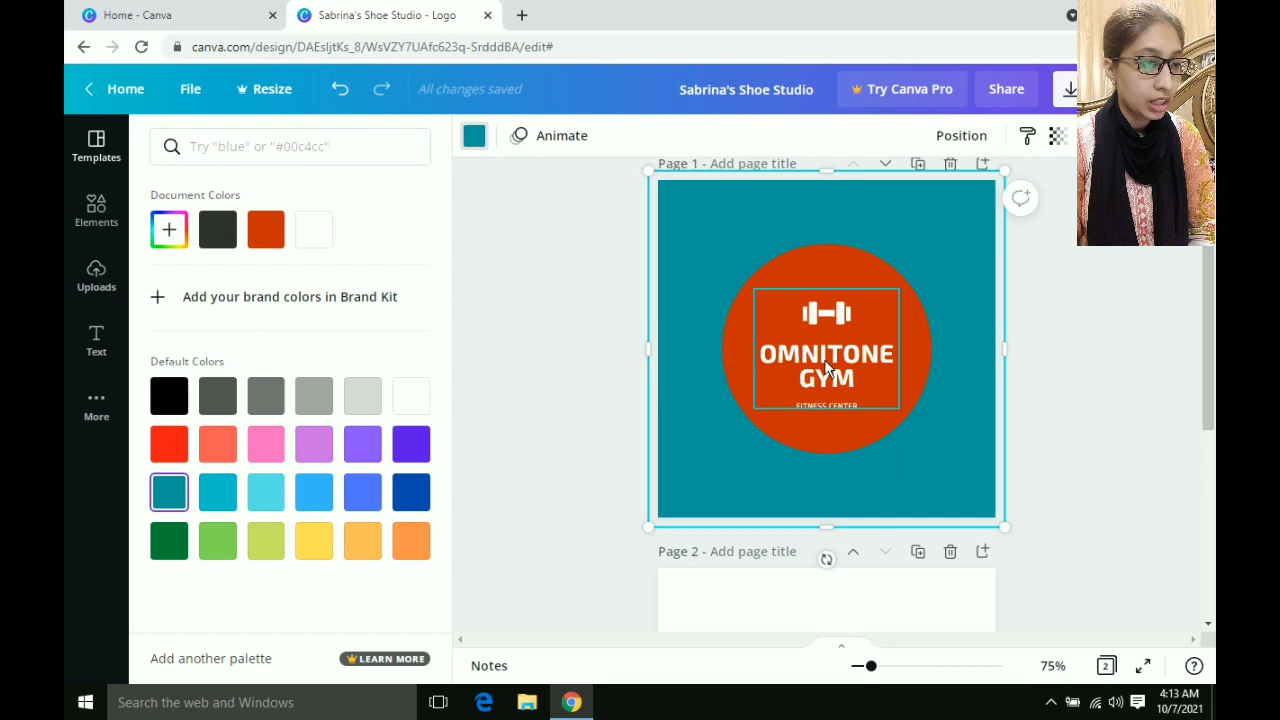 Home - Canva
Sabrina's Shoe Studio - Logo
canva.com/design/DAEsljtKs_8/WsVZY7UAfc623q-SrdddBA/edit#
Home
File
Resize
All changes saved
Sabrina's Shoe Studio
Try Canva Pro
Share
Templates
Elements
Uploads
Text
More
Try "blue" or "#00c4cc"
Document Colors
Add your brand colors in Brand Kit
Default Colors
Add another palette
LEARN MORE
Animate
Position
Page 1 - Add page title
OMNITONE
GYM
FITNESS CENTER
Page 2 - Add page title
Notes
75%
2
Search the web and Windows
4:13 AM
10/7/2021